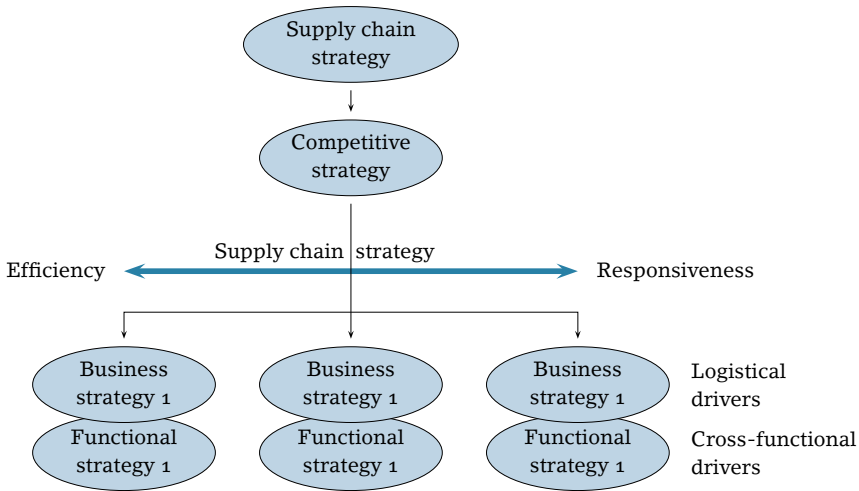 Supply chain
strategy
Competitive
strategy
Supply chain strategy
Efficiency
Responsiveness
Business
strategy 1
Business
strategy 1
Business
strategy 1
Logistical
drivers
Functional
strategy 1
Functional
strategy 1
Functional
strategy 1
Cross-functional
drivers